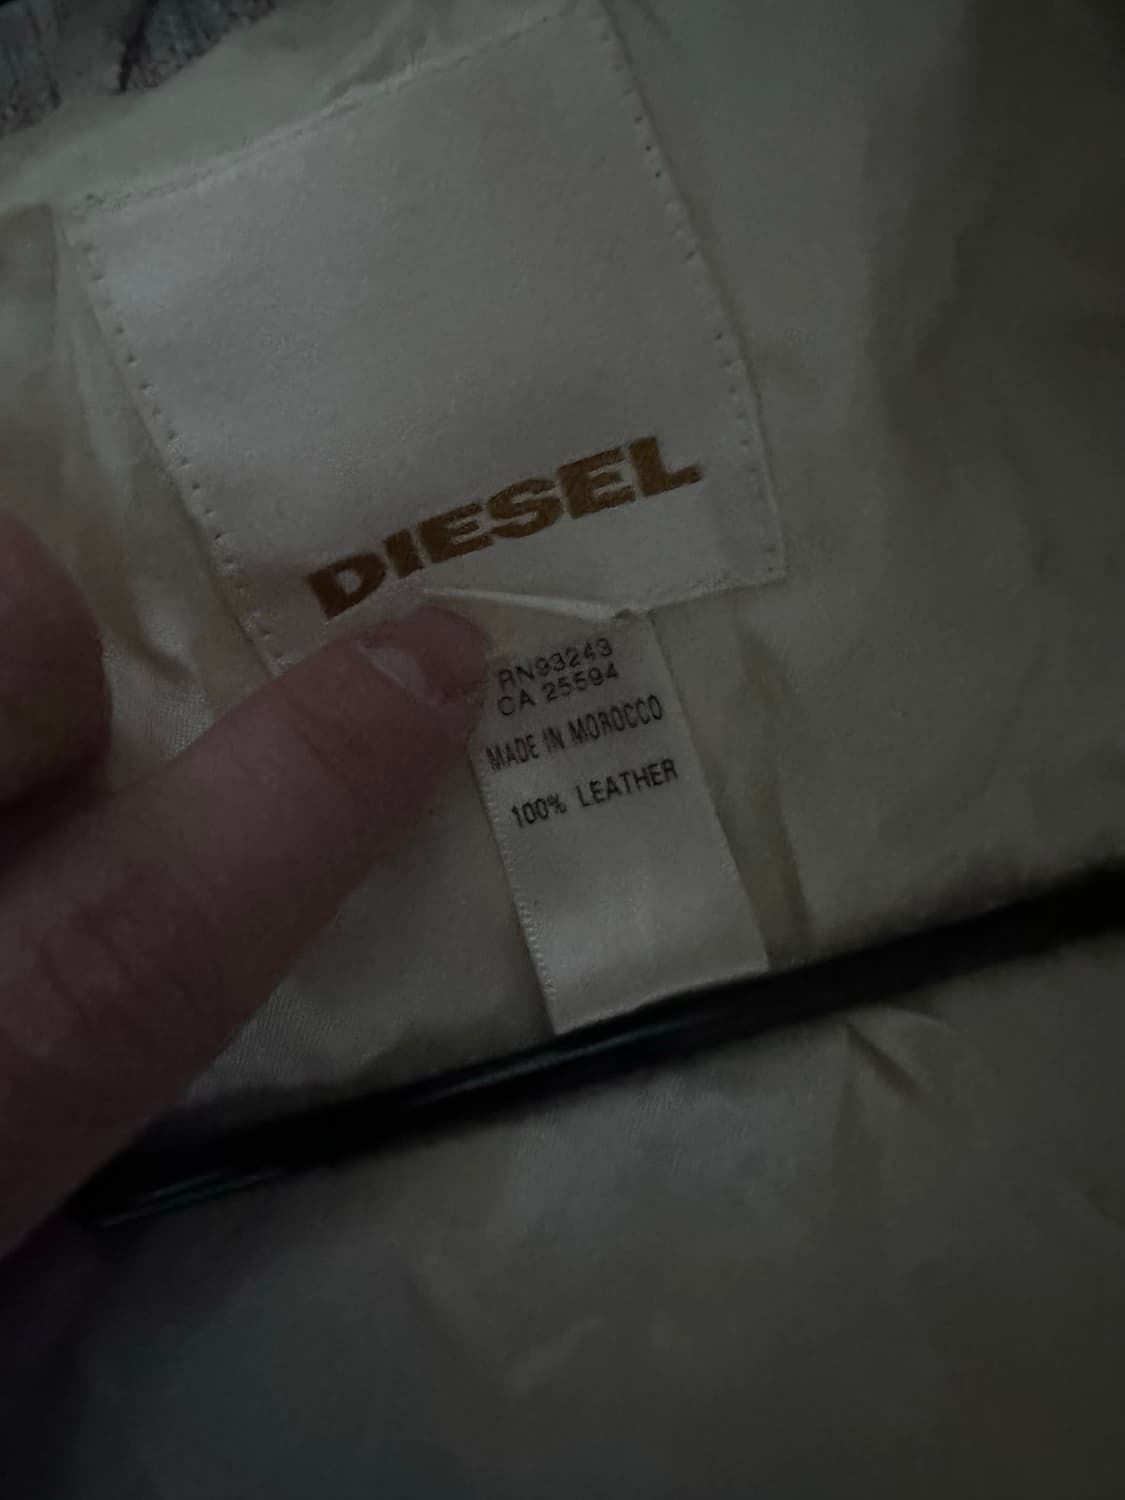 DIESEL
RN93243
CA 25594
MADE IN MOROCCO
100% LEATHER